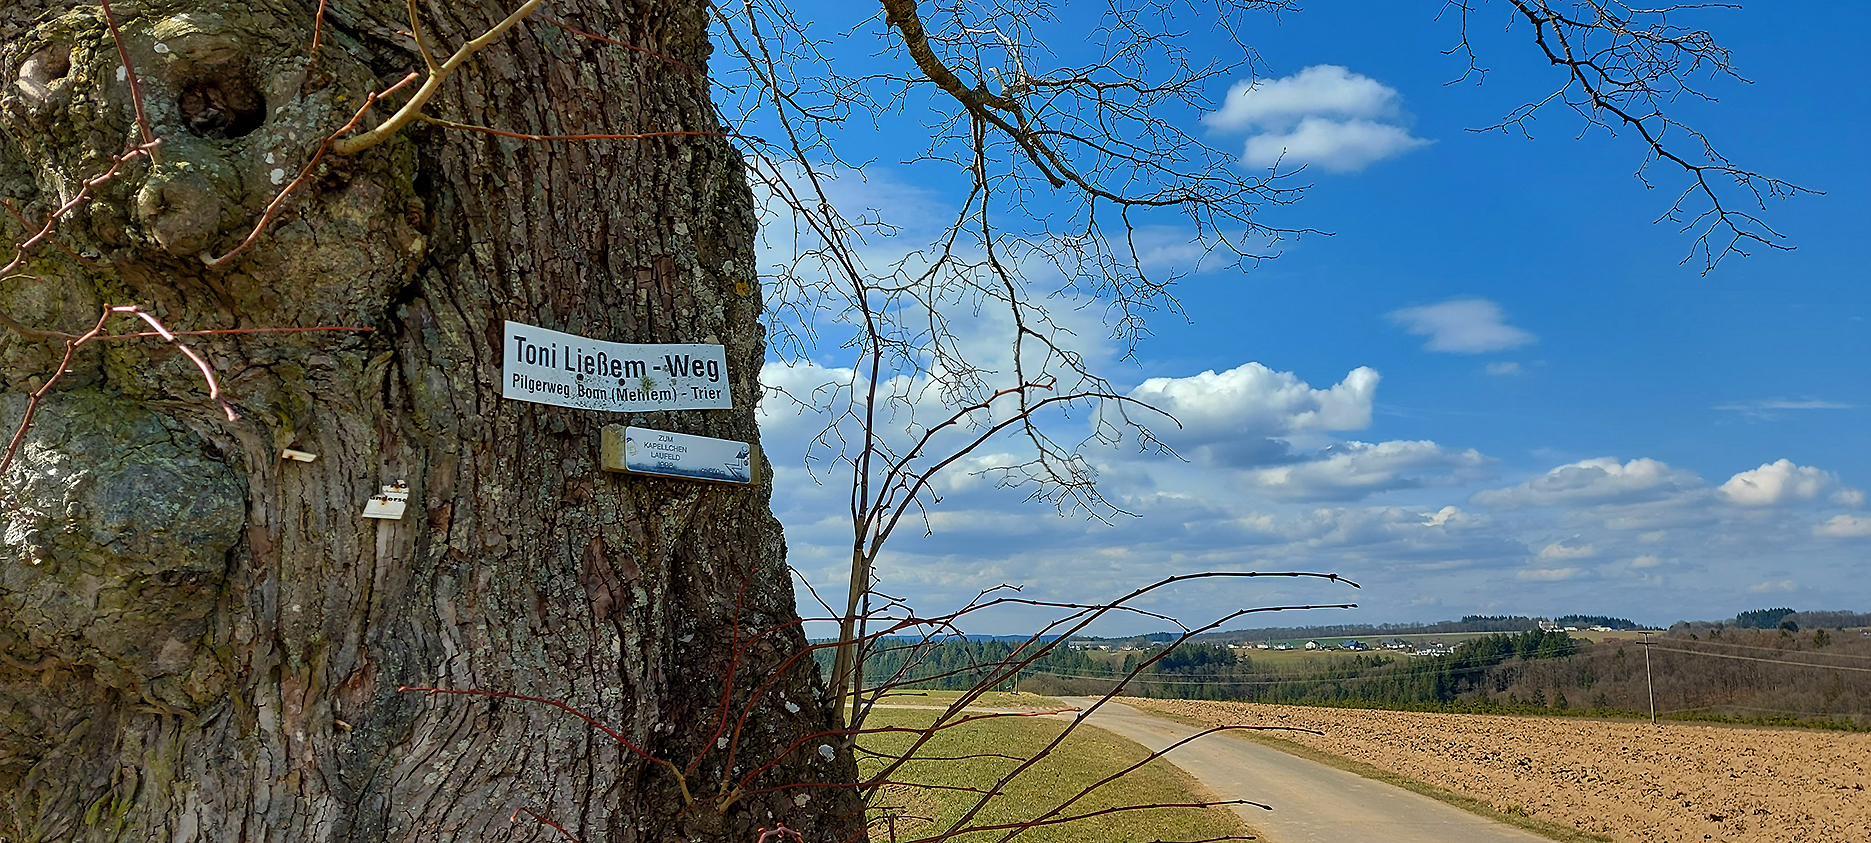 Toni Ließem - Weg
Pilgerweg Bonn (Mehlem) - Trier
ZUM
KAPELLCHEN
LAUFELD